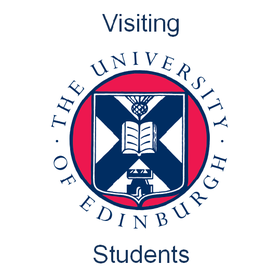 Visiting
· THE UNIVERSITY ·
OF EDINBURGH
Students